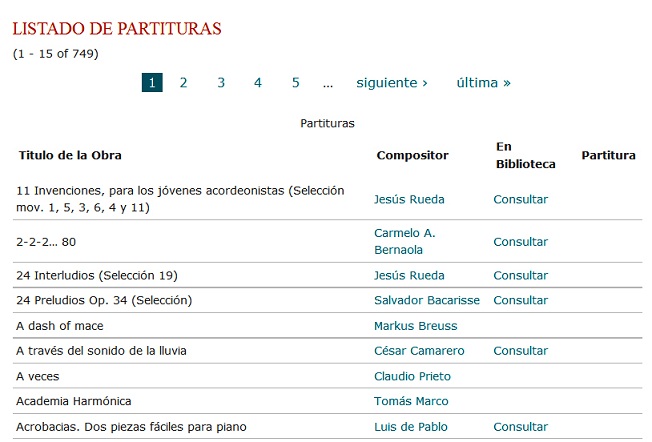 LISTADO DE PARTITURAS
(1 - 15 of 749)
1 2 3 4 5 ... siguiente › última »
Partituras
Titulo de la Obra Compositor En Biblioteca Partitura
11 Invenciones, para los jóvenes acordeonistas (Selección
mov. 1, 5, 3, 6, 4 y 11) Jesús Rueda Consultar
2-2-2... 80 Carmelo A. Bernaola Consultar
24 Interludios (Selección 19) Jesús Rueda Consultar
24 Preludios Op. 34 (Selección) Salvador Bacarisse Consultar
A dash of mace Markus Breuss
A través del sonido de la lluvia César Camarero Consultar
A veces Claudio Prieto
Academia Harmónica Tomás Marco
Acrobacias. Dos piezas fáciles para piano Luis de Pablo Consultar